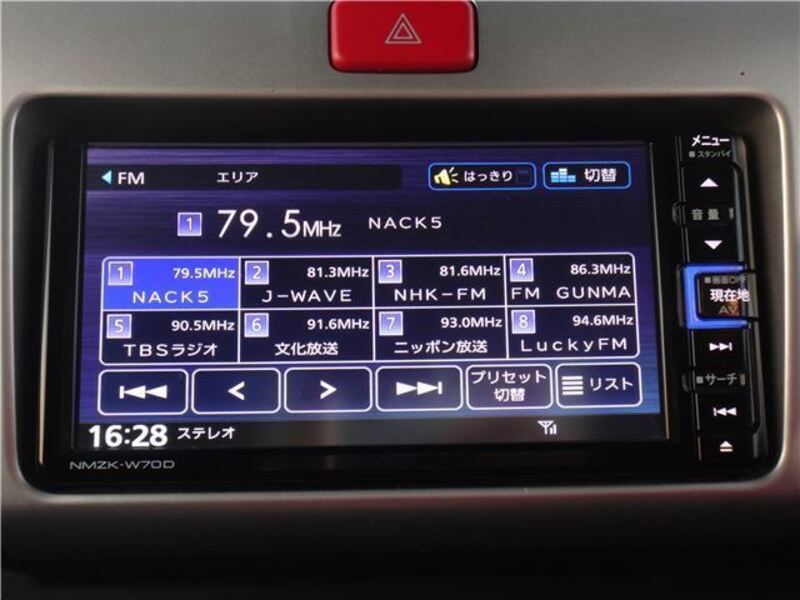 メニュー
■スタンバイ
FM エリア はっきり 切替
音量
1 79.5MHz NACK5
1 79.5MHz 2 81.3MHz 3 81.6MHz 4 86.3MHz
NACK5 J-WAVE NHK-FM FM GUNMA
■画面OFF
現在地
AV
5 90.5MHz 6 91.6MHz 7 93.0MHz 8 94.6MHz
TBSラジオ 文化放送 ニッポン放送 LuckyFM
プリセット
切替
リスト
■サーチ
16:28 ステレオ
NMZK-W70D